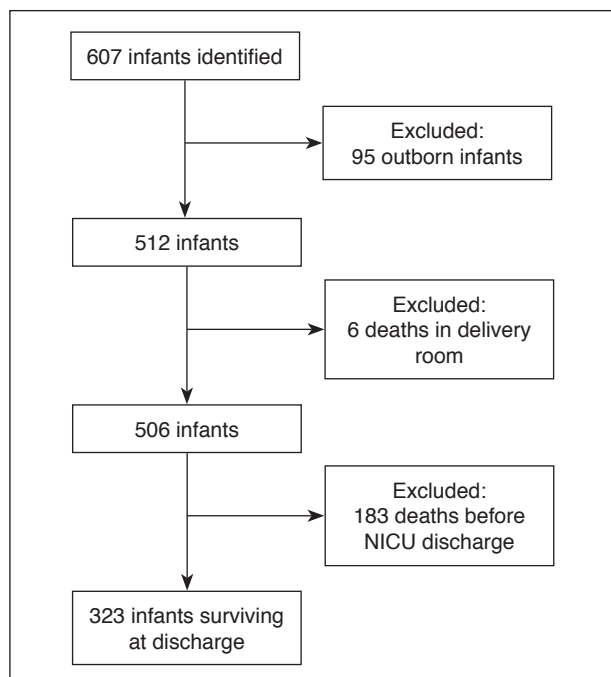 607 infants identified
Excluded:
95 outborn infants
512 infants
Excluded:
6 deaths in delivery
room
506 infants
Excluded:
183 deaths before
NICU discharge
323 infants surviving
at discharge